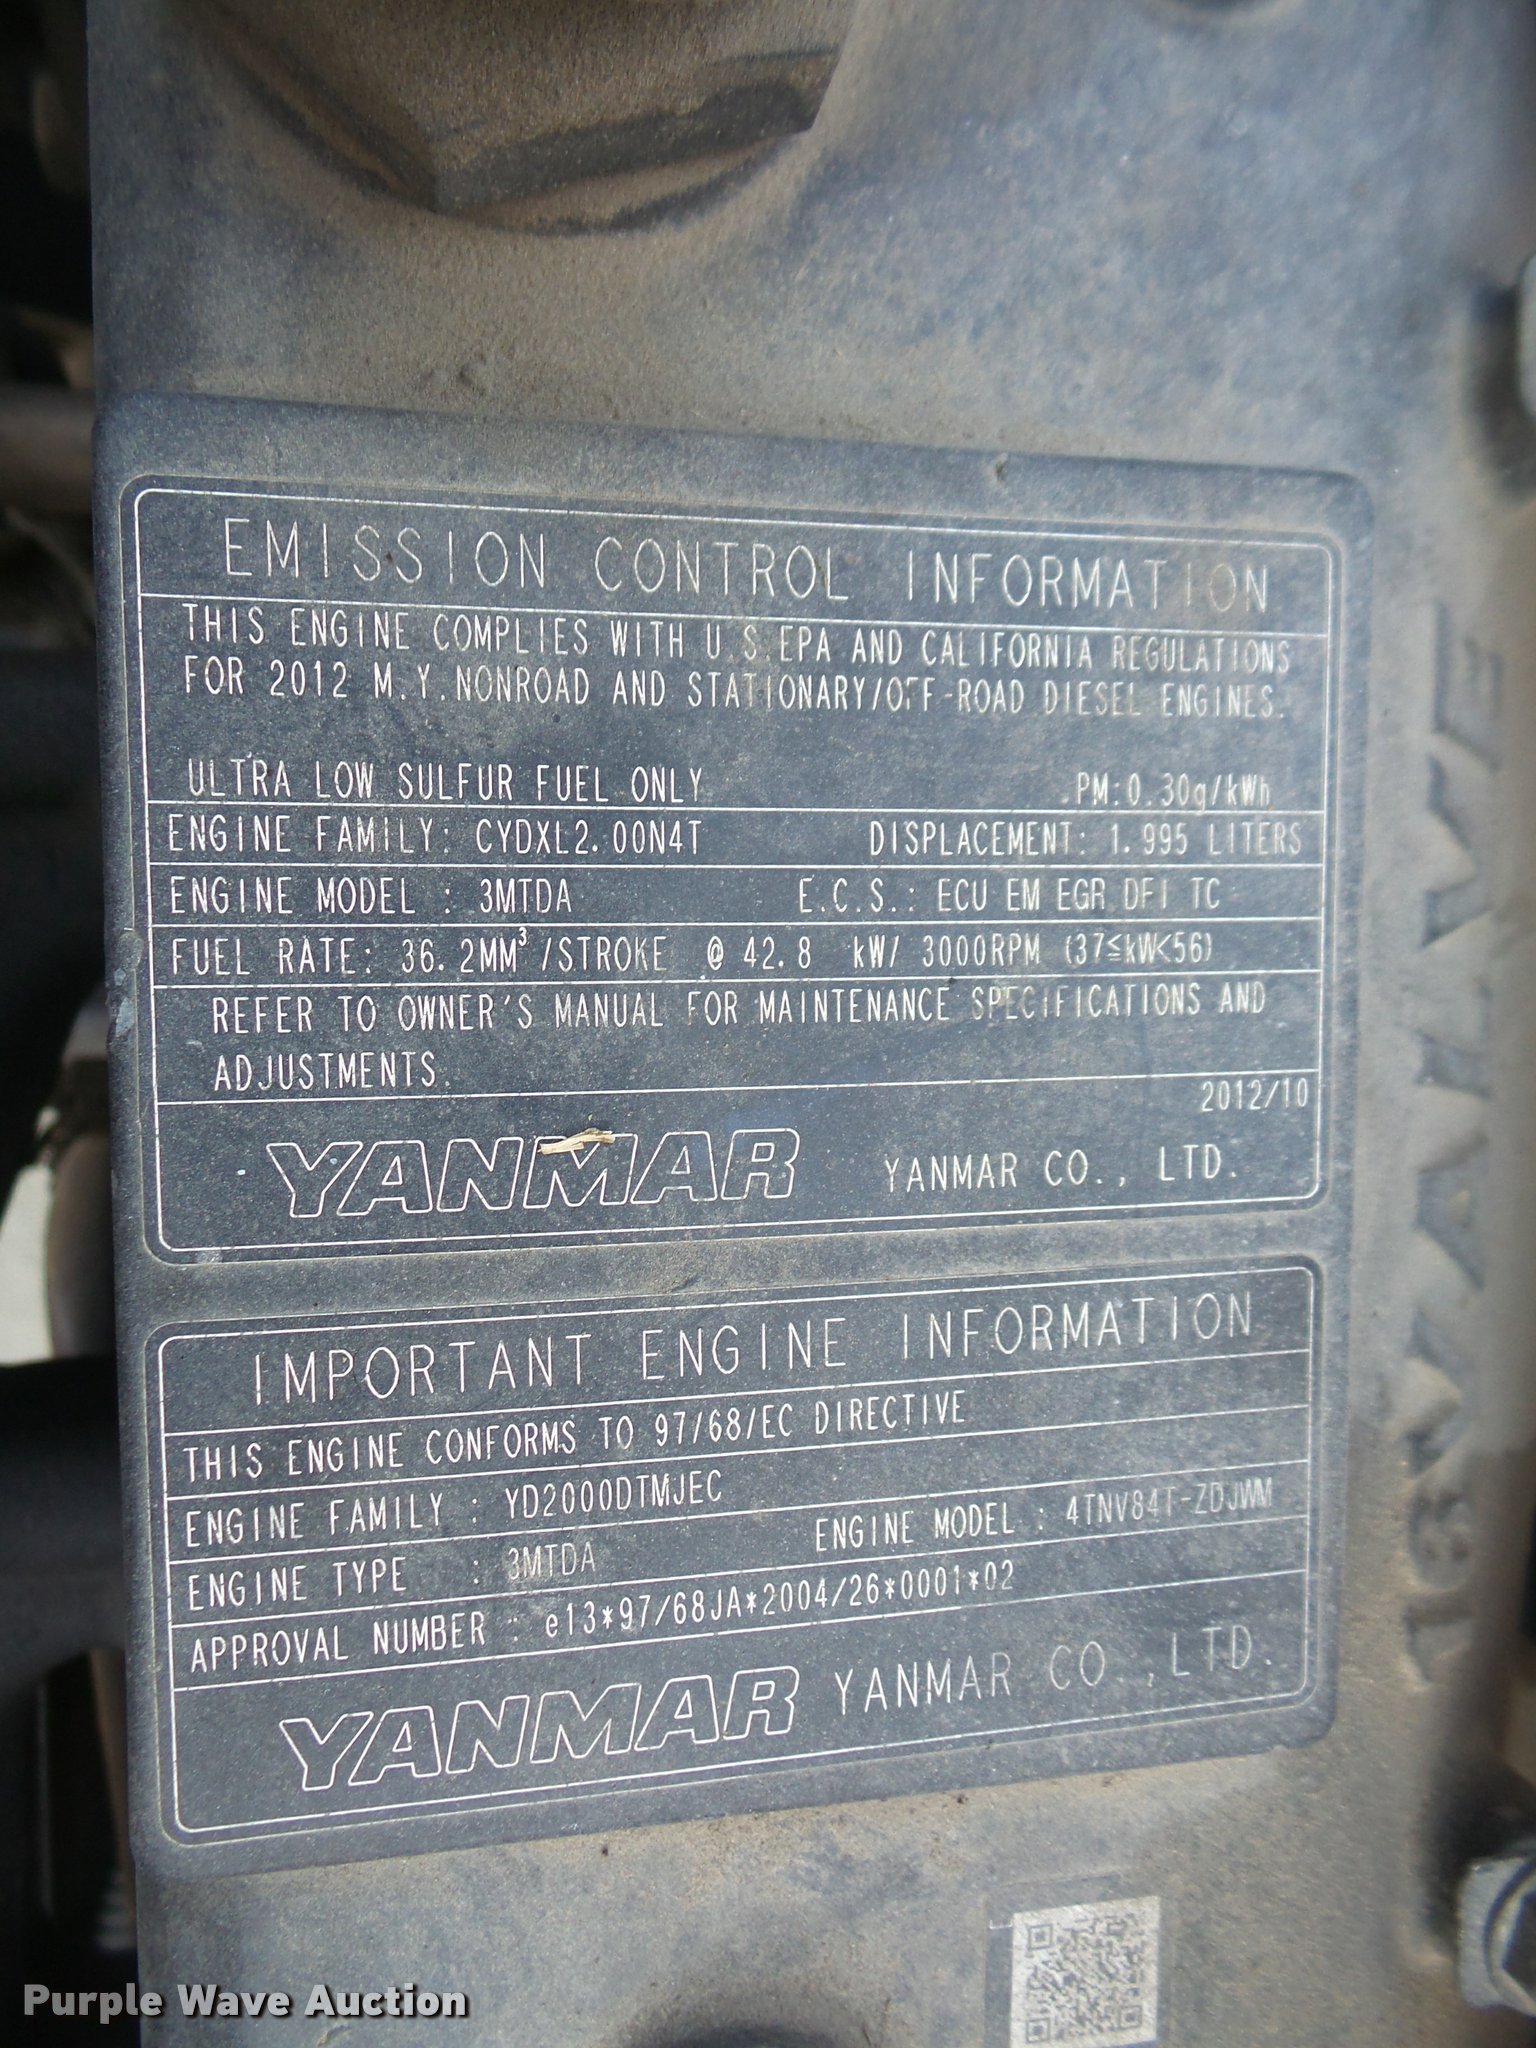 EMISSION CONTROL INFORMATION
THIS ENGINE COMPLIES WITH U.S.EPA AND CALIFORNIA REGULATIONS
FOR 2012 M.Y.NONROAD AND STATIONARY/OFF-ROAD DIESEL ENGINES.
ULTRA LOW SULFUR FUEL ONLY PM:0.30g/kWh
ENGINE FAMILY: CYDXL2.00N4T DISPLACEMENT: 1.995 LITERS
ENGINE MODEL : 3MTDA E.C.S.: ECU EM EGR DFI TC
FUEL RATE: 36.2MM³/STROKE @ 42.8 kW/ 3000RPM (37≤kW<56)
REFER TO OWNER'S MANUAL FOR MAINTENANCE SPECIFICATIONS AND
ADJUSTMENTS.
2012/10
YANMAR YANMAR CO., LTD.
IMPORTANT ENGINE INFORMATION
THIS ENGINE CONFORMS TO 97/68/EC DIRECTIVE
ENGINE FAMILY : YD2000DTMJEC
ENGINE TYPE : 3MTDA ENGINE MODEL : 4TNV84T-ZDJWM
APPROVAL NUMBER : e13*97/68JA*2004/26*0001*02
YANMAR YANMAR CO.,LTD.
Purple Wave Auction